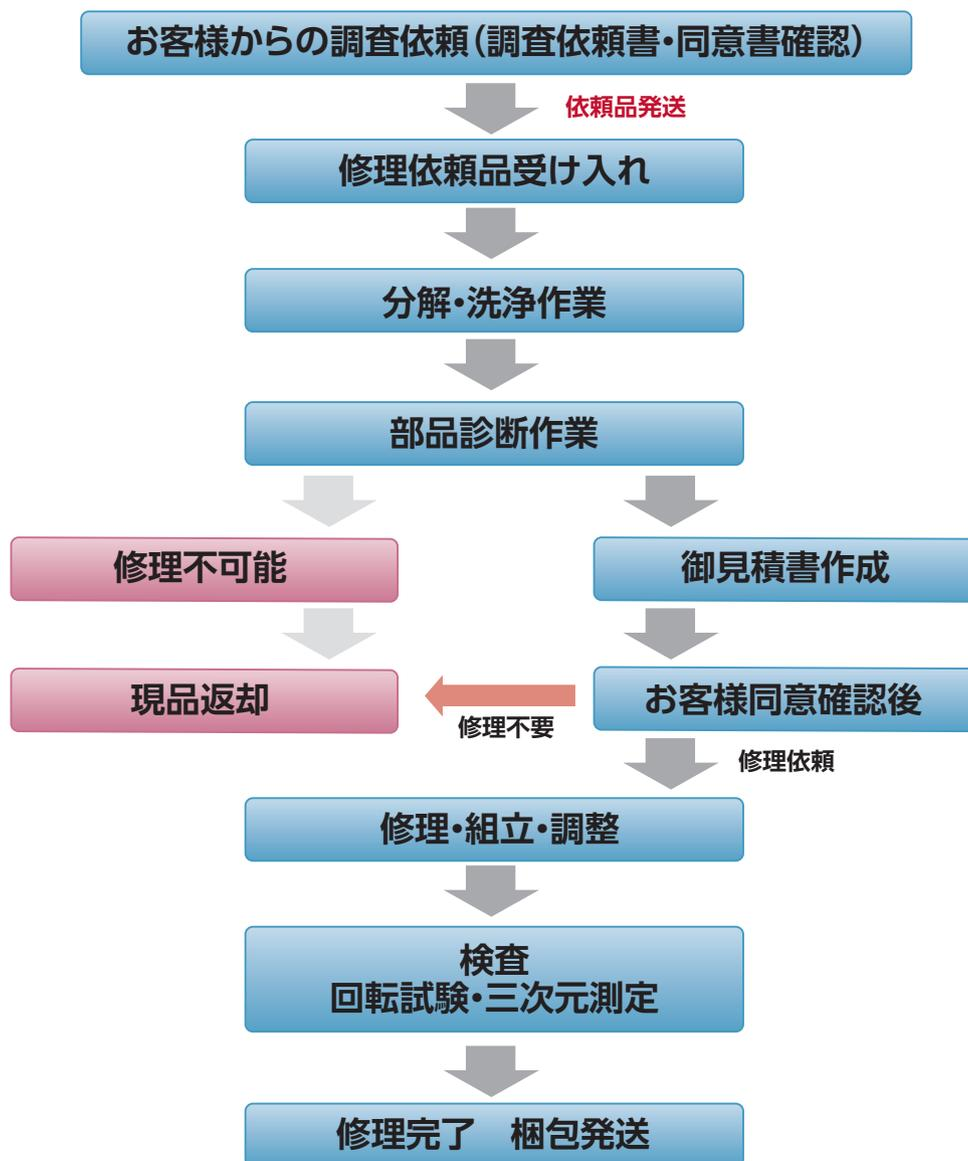 お客様からの調査依頼（調査依頼書・同意書確認）
依頼品発送
修理依頼品受け入れ
分解・洗浄作業
部品診断作業
修理不可能
御見積書作成
現品返却
修理不要
お客様同意確認後
修理依頼
修理・組立・調整
検査
回転試験・三次元測定
修理完了　梱包発送